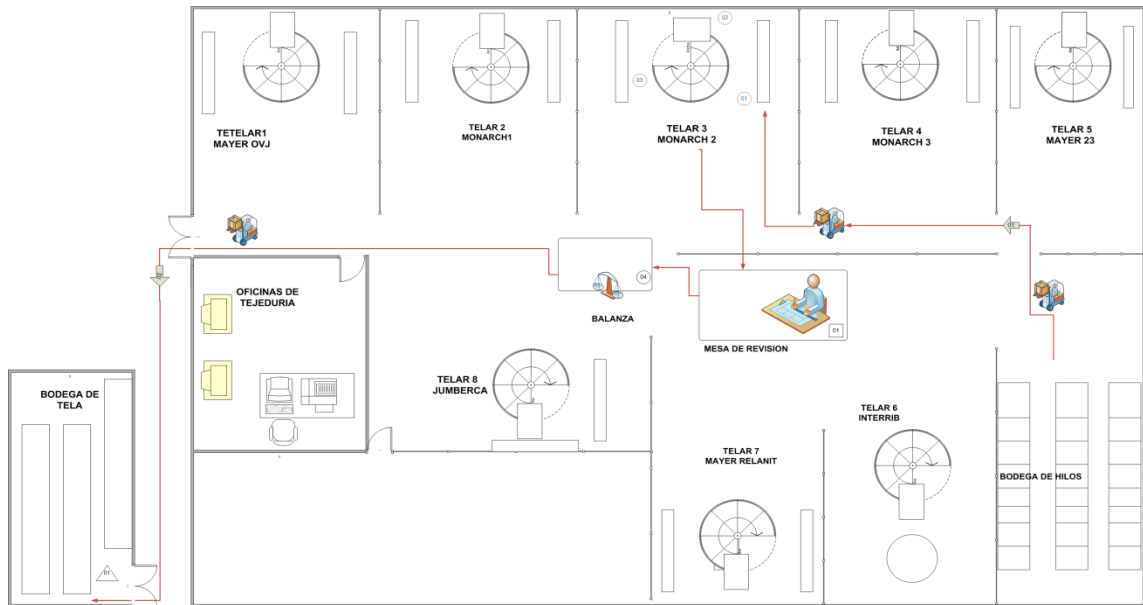 02
03
01
TETELAR1
MAYER OVJ
TELAR 2
MONARCH1
TELAR 3
MONARCH 2
TELAR 4
MONARCH 3
TELAR 5
MAYER 23
04
BALANZA
01
MESA DE REVISION
OFICINAS DE
TEJEDURIA
TELAR 8
JUMBERCA
BODEGA DE
TELA
TELAR 6
INTERRIB
TELAR 7
MAYER RELANIT
BODEGA DE HILOS
01